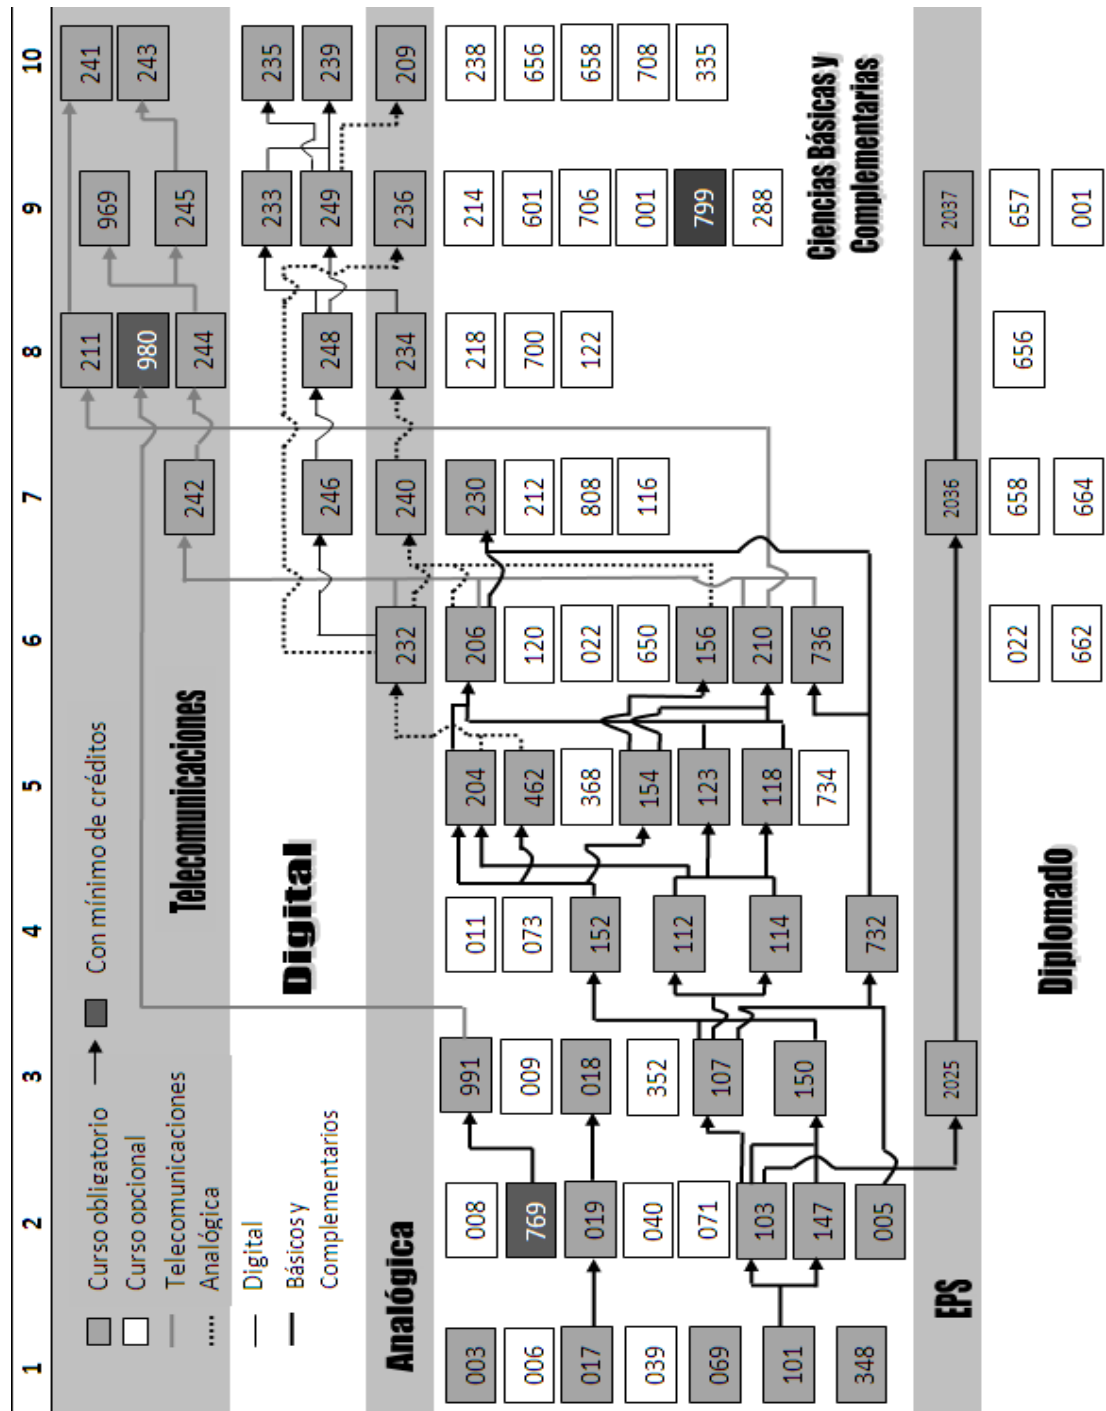 1 2 3 4 5 6 7 8 9 10
Curso obligatorio Con mínimo de créditos 211 241
969
Curso opcional 980 243
Telecomunicaciones Telecomunicaciones 242 244 245
Analógica
Digital 233 235
Digital
Básicos y
Complementarios 246 248 249 239
Analógica 232 240 234 236 209
003 008 991 011 204 206 230 218 214 238
006 769 009 073 462 120 212 700 601 656
017 019 018 152 368 022 808 122 706 658
039 040 352 154 650 116 001 708
069 071 107 112 123 156 799 335
101 103 114 118 210 288
147 150 734 736 Ciencias Básicas y
348 005 732 Complementarias
EPS 2025 2036 2037
022 658 656 657
Diplomado
662 664 001